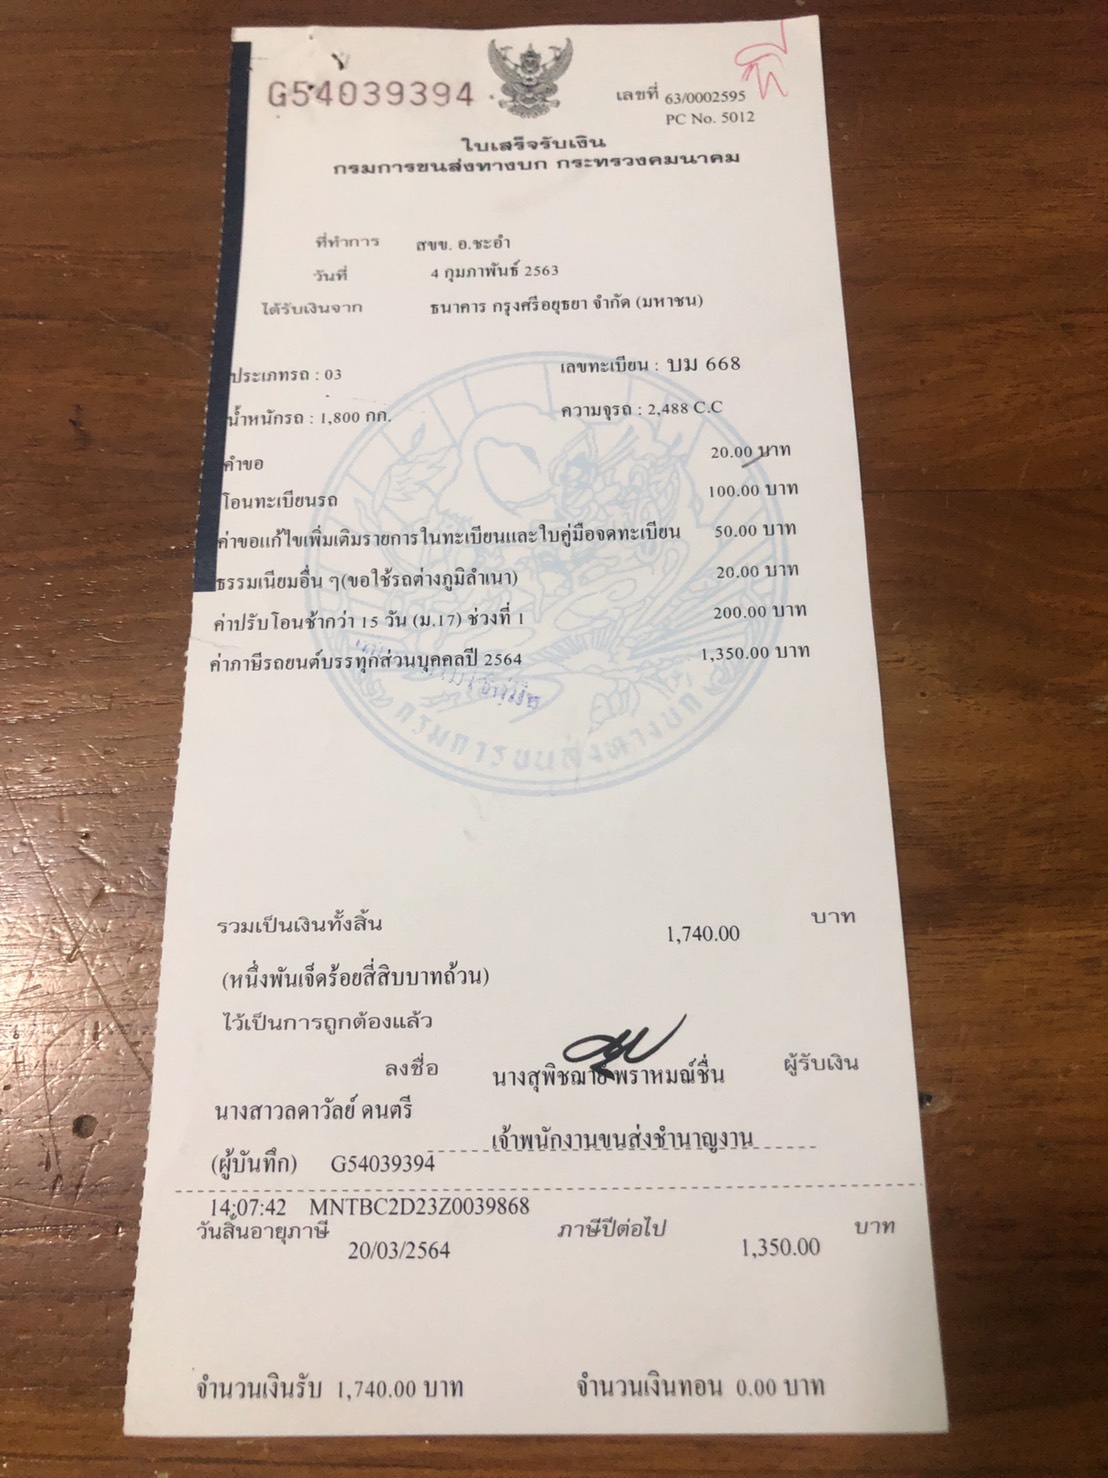 G54039394
เลขที่ 63/0002595
PC No. 5012
ใบเสร็จรับเงิน
กรมการขนส่งทางบก กระทรวงคมนาคม
ที่ทำการ สขข. อ.ชะอำ
วันที่ 4 กุมภาพันธ์ 2563
ได้รับเงินจาก ธนาคาร กรุงศรีอยุธยา จำกัด (มหาชน)
ประเภทรถ : 03 เลขทะเบียน : บม 668
น้ำหนักรถ : 1,800 กก. ความจุรถ : 2,488 C.C
คำขอ 20.00 บาท
โอนทะเบียนรถ 100.00 บาท
ค่าขอแก้ไขเพิ่มเติมรายการในทะเบียนและใบคู่มือจดทะเบียน 50.00 บาท
ธรรมเนียมอื่น ๆ(ขอใช้รถต่างภูมิลำเนา) 20.00 บาท
ค่าปรับโอนช้ากว่า 15 วัน (ม.17) ช่วงที่ 1 200.00 บาท
ค่าภาษีรถยนต์บรรทุกส่วนบุคคลปี 2564 1,350.00 บาท
กรมการขนส่งทางบก
รวมเป็นเงินทั้งสิ้น 1,740.00 บาท
(หนึ่งพันเจ็ดร้อยสี่สิบบาทถ้วน)
ไว้เป็นการถูกต้องแล้ว
ลงชื่อ นางสุพิชฌาย์ พราหมณ์ชื่น ผู้รับเงิน
นางสาวลดาวัลย์ ดนตรี
เจ้าพนักงานขนส่งชำนาญงาน
(ผู้บันทึก) G54039394
14:07:42 MNTBC2D23Z0039868
วันสิ้นอายุภาษี 20/03/2564 ภาษีปีต่อไป 1,350.00 บาท
จำนวนเงินรับ 1,740.00 บาท จำนวนเงินทอน 0.00 บาท